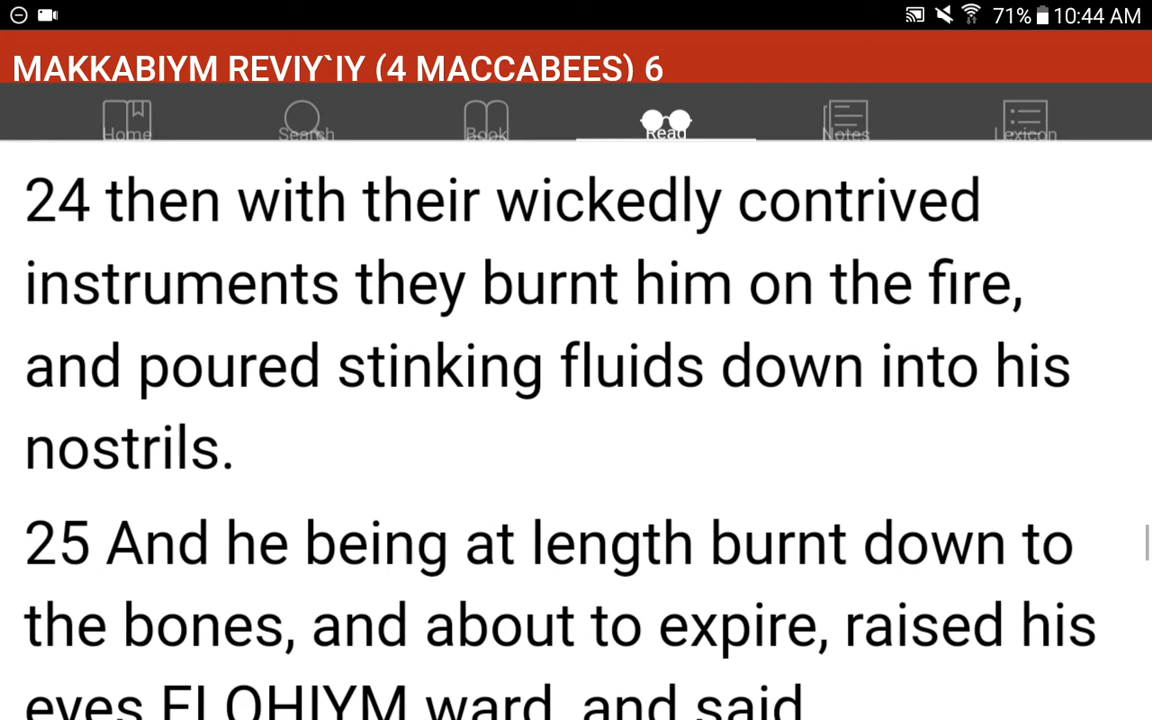 71% 10:44 AM
MAKKABIYM REVIY`IY (4 MACCABEES) 6
Home Search Book Read Notes Lexicon
24 then with their wickedly contrived
instruments they burnt him on the fire,
and poured stinking fluids down into his
nostrils.
25 And he being at length burnt down to
the bones, and about to expire, raised his
eyes ELOHIYM ward, and said,